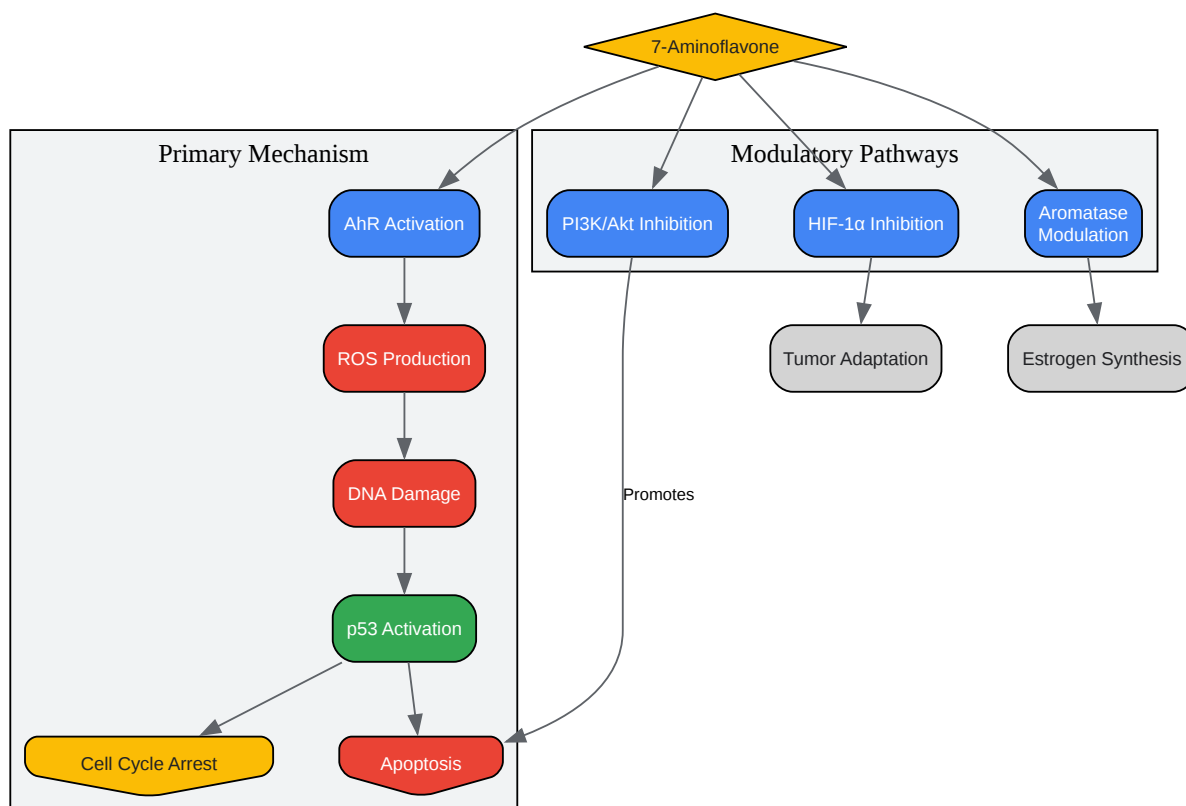 7-Aminoflavone
Primary Mechanism
Modulatory Pathways
AhR Activation
PI3K/Akt Inhibition
HIF-1α Inhibition
Aromatase
Modulation
ROS Production
Tumor Adaptation
Estrogen Synthesis
DNA Damage
Promotes
p53 Activation
Cell Cycle Arrest
Apoptosis